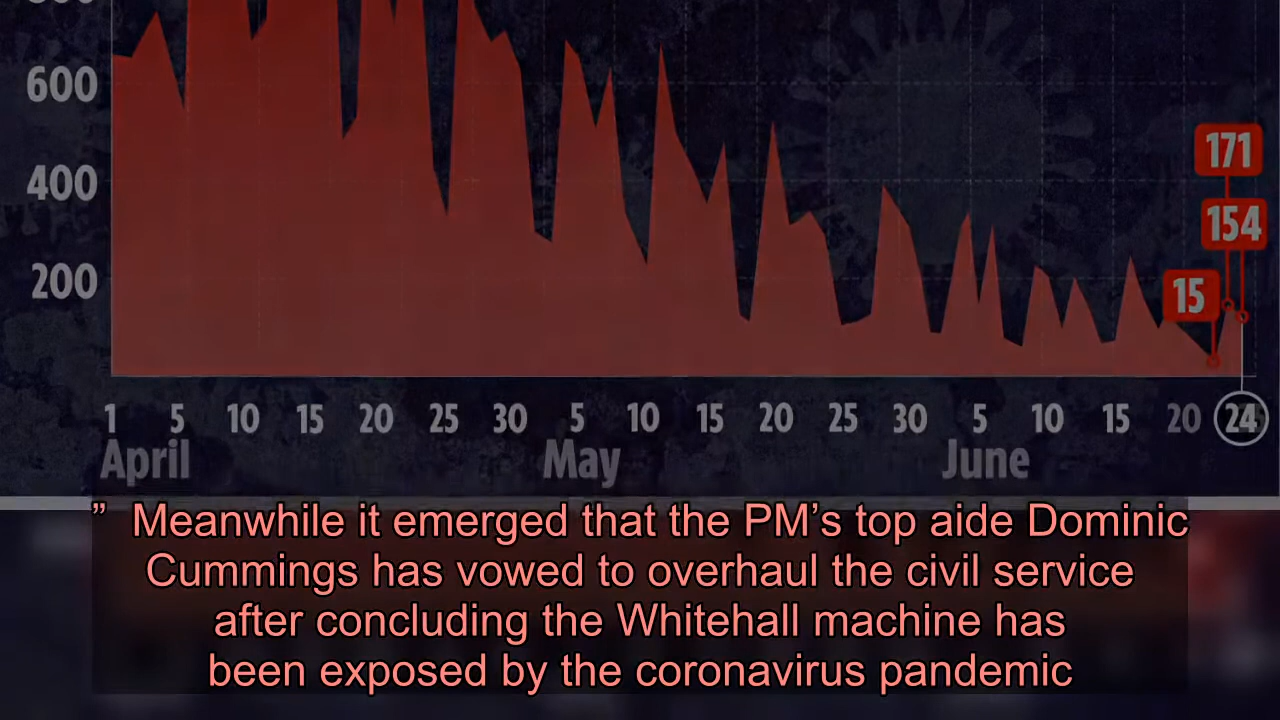 600
400
200
171
154
15
1 5 10 15 20 25 30 5 10 15 20 25 30 5 10 15 20 24
April May June
” Meanwhile it emerged that the PM’s top aide Dominic
Cummings has vowed to overhaul the civil service
after concluding the Whitehall machine has
been exposed by the coronavirus pandemic